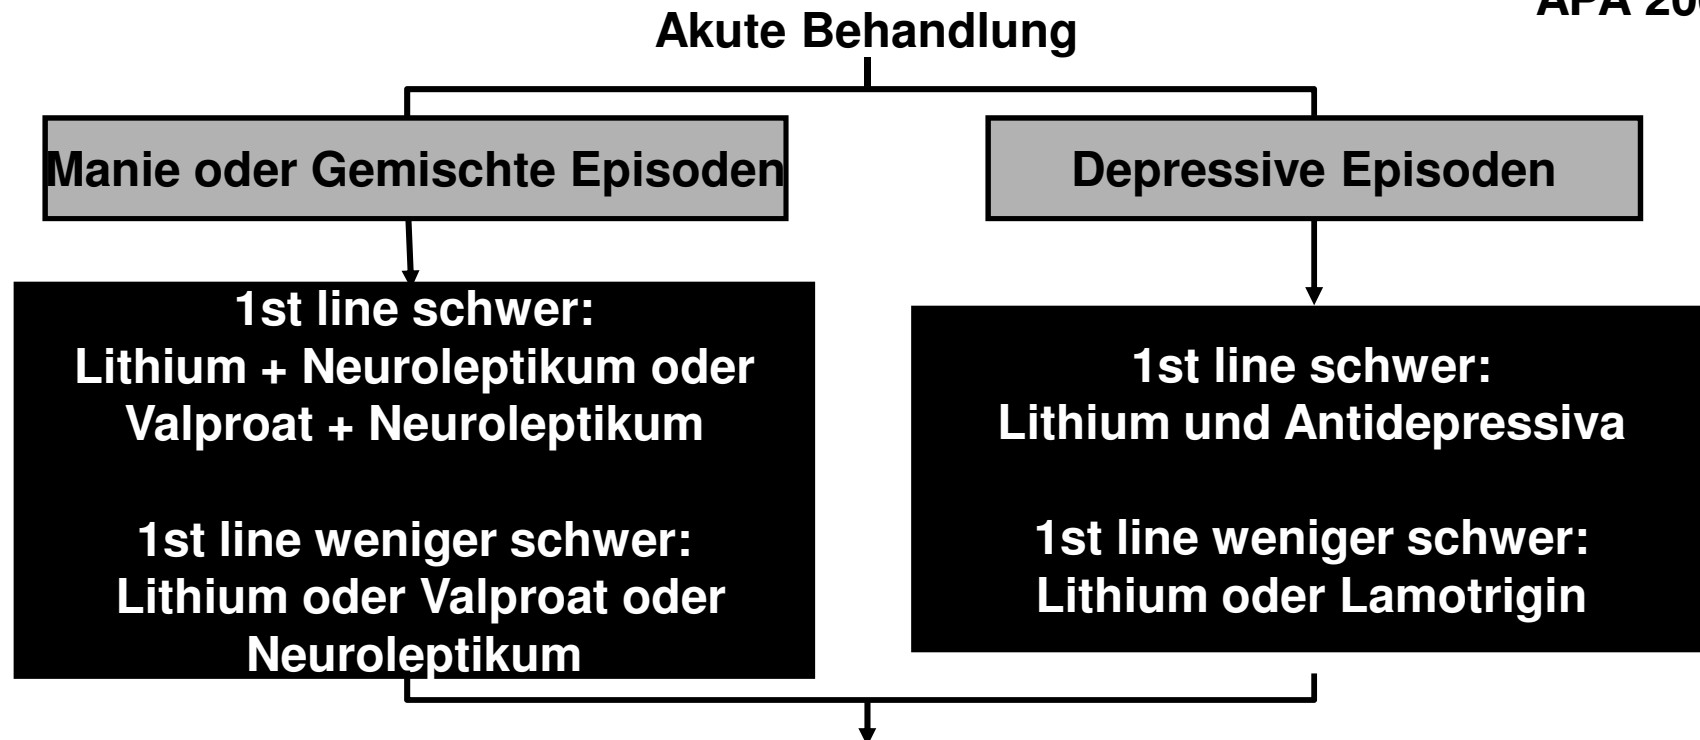 APA
Akute Behandlung
Manie oder Gemischte Episoden
Depressive Episoden
1st line schwer:
Lithium + Neuroleptikum oder
Valproat + Neuroleptikum
1st line weniger schwer:
Lithium oder Valproat oder
Neuroleptikum
1st line schwer:
Lithium und Antidepressiva
1st line weniger schwer:
Lithium oder Lamotrigin